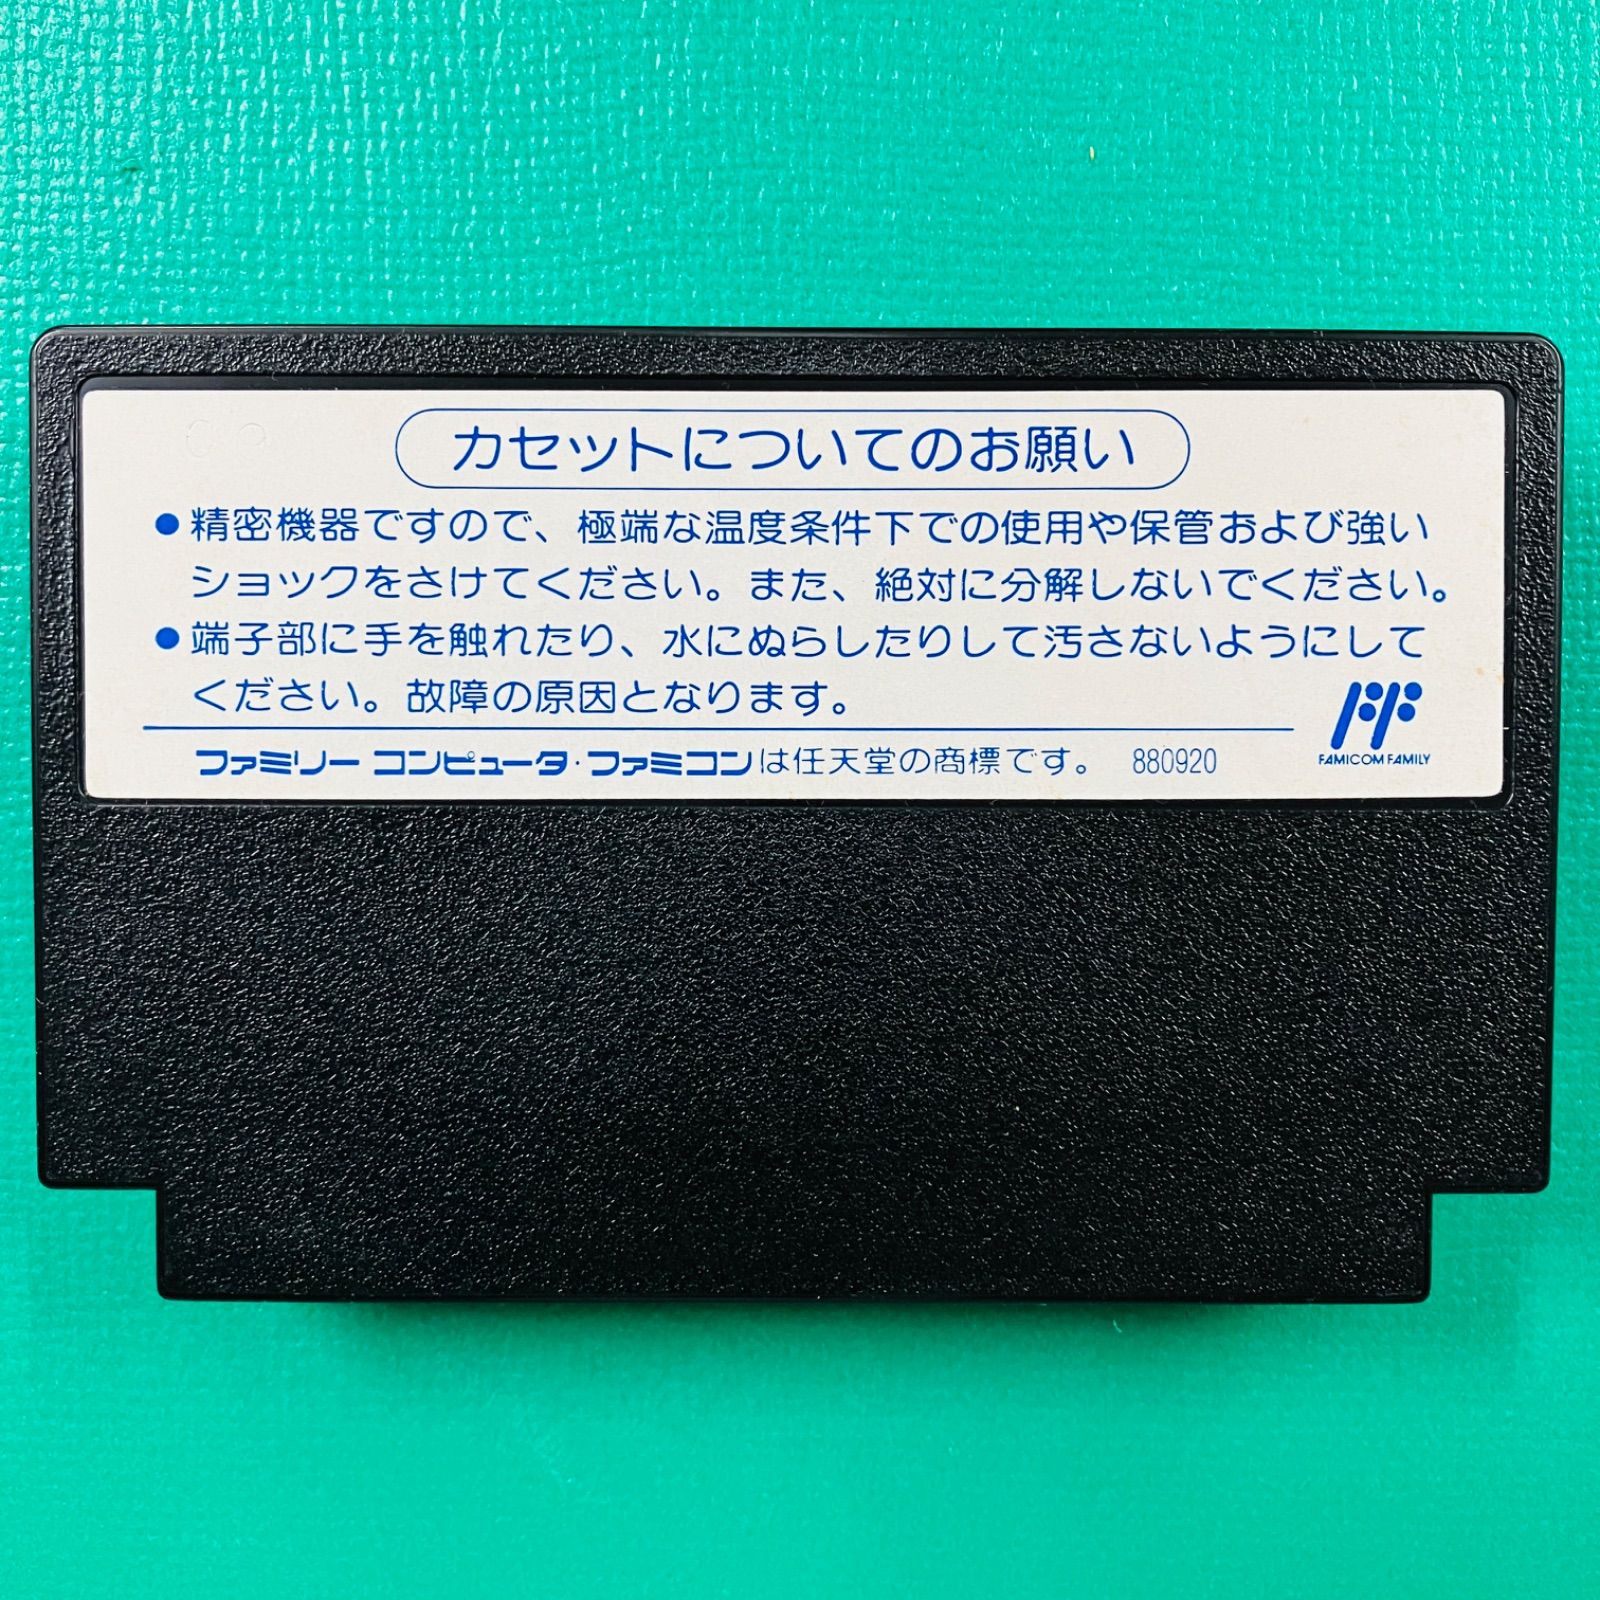 カセットについてのお願い
●精密機器ですので、極端な温度条件下での使用や保管および強い
ショックをさけてください。また、絶対に分解しないでください。
●端子部に手を触れたり、水にぬらしたりして汚さないようにして
ください。故障の原因となります。
ファミリーコンピュータ・ファミコンは任天堂の商標です。 880920
FAMICOM FAMILY